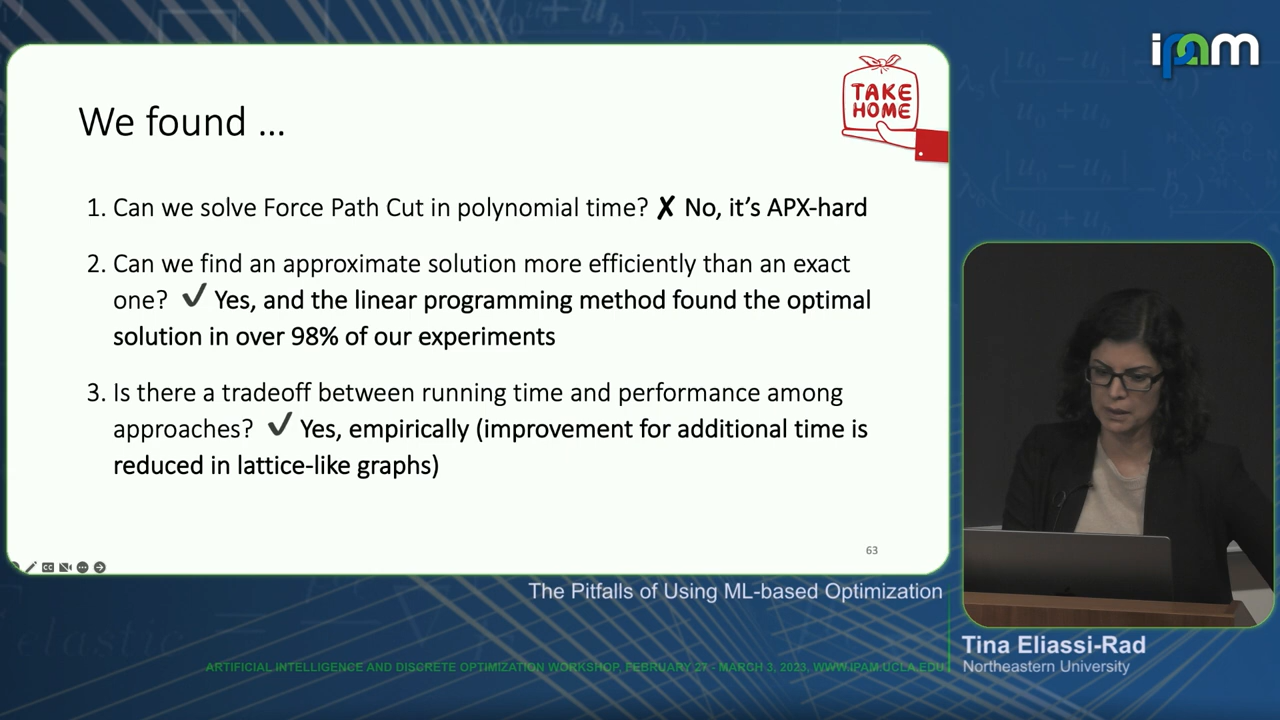 ipam
TAKE
HOME
We found ...
1. Can we solve Force Path Cut in polynomial time? ✘ No, it's APX-hard
2. Can we find an approximate solution more efficiently than an exact
one? ✓ Yes, and the linear programming method found the optimal
solution in over 98% of our experiments
3. Is there a tradeoff between running time and performance among
approaches? ✓ Yes, empirically (improvement for additional time is
reduced in lattice-like graphs)
63
The Pitfalls of Using ML-based Optimization
Tina Eliassi-Rad
Northeastern University
ARTIFICIAL INTELLIGENCE AND DISCRETE OPTIMIZATION WORKSHOP, FEBRUARY 27 - MARCH 3, 2023, WWW.IPAM.UCLA.EDU
elastic